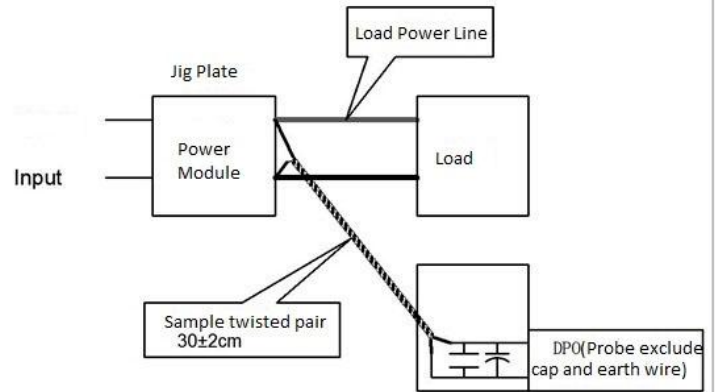 Load Power Line
Jig Plate
Power
Module
Load
Input
Sample twisted pair
30±2cm
DPO(Probe exclude
cap and earth wire)